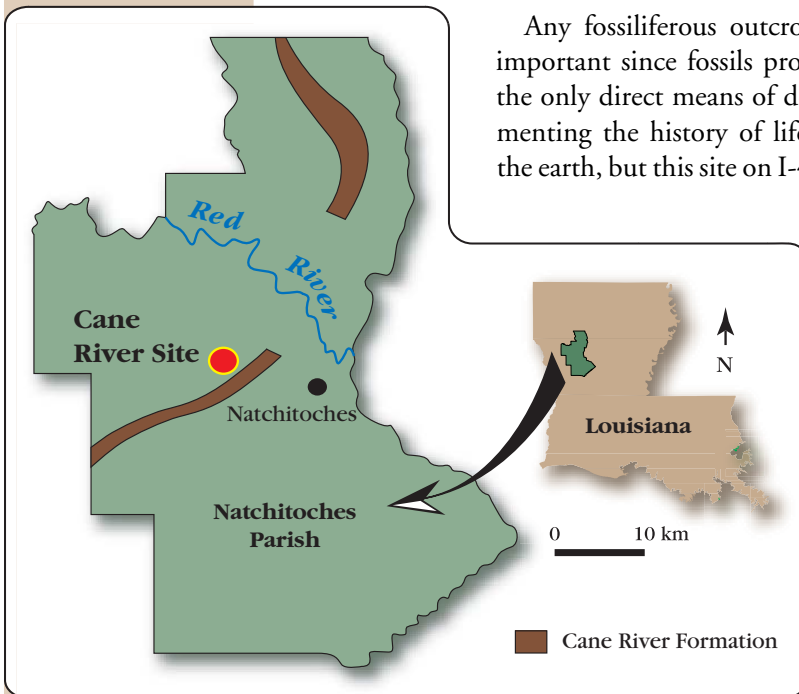 Any fossiliferous outcro
important since fossils pro
the only direct means of d
menting the history of life
the earth, but this site on I-
Red
River
Cane
River Site
Natchitoches
Natchitoches
Parish
N
Louisiana
0 10 km
Cane River Formation